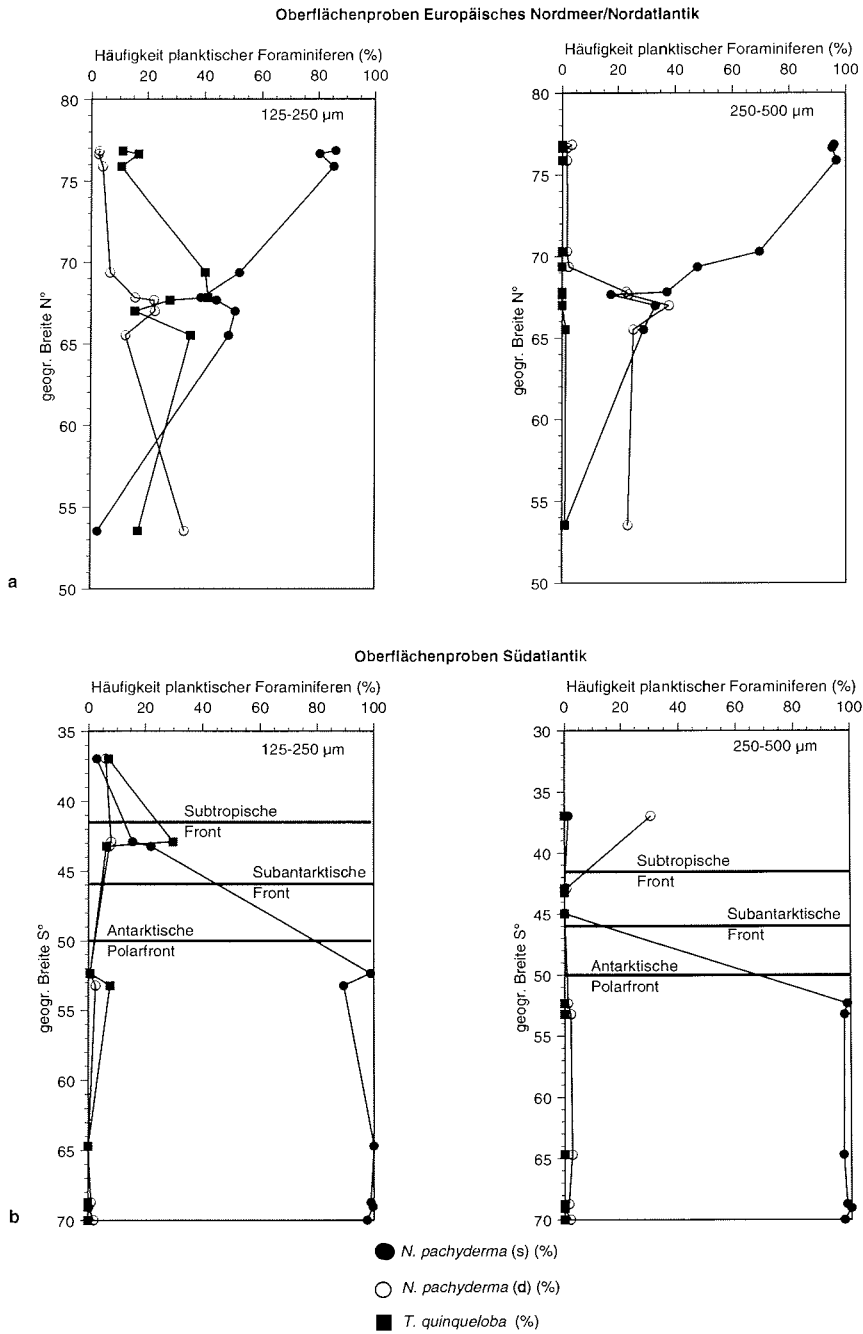 Oberflächenproben Europäisches Nordmeer/Nordatlantik
Häufigkeit planktischer Foraminiferen (%)
0 20 40 60 80 100
125-250 µm
geogr. Breite N°
80
75
70
65
60
55
50
Häufigkeit planktischer Foraminiferen (%)
0 20 40 60 80 100
250-500 µm
geogr. Breite N°
80
75
70
65
60
55
50
a
Oberflächenproben Südatlantik
Häufigkeit planktischer Foraminiferen (%)
0 20 40 60 80 100
125-250 µm
geogr. Breite S°
35
40
45
50
55
60
65
70
Subtropische
Front
Subantarktische
Front
Antarktische
Polarfront
Häufigkeit planktischer Foraminiferen (%)
0 20 40 60 80 100
250-500 µm
geogr. Breite S°
30
35
40
45
50
55
60
65
70
Subtropische
Front
Subantarktische
Front
Antarktische
Polarfront
b
N. pachyderma (s) (%)
N. pachyderma (d) (%)
T. quinqueloba (%)